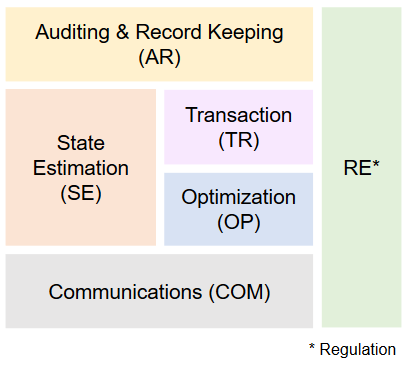 Auditing & Record Keeping
(AR)
State
Estimation
(SE)
Transaction
(TR)
Optimization
(OP)
RE*
Communications (COM)
* Regulation